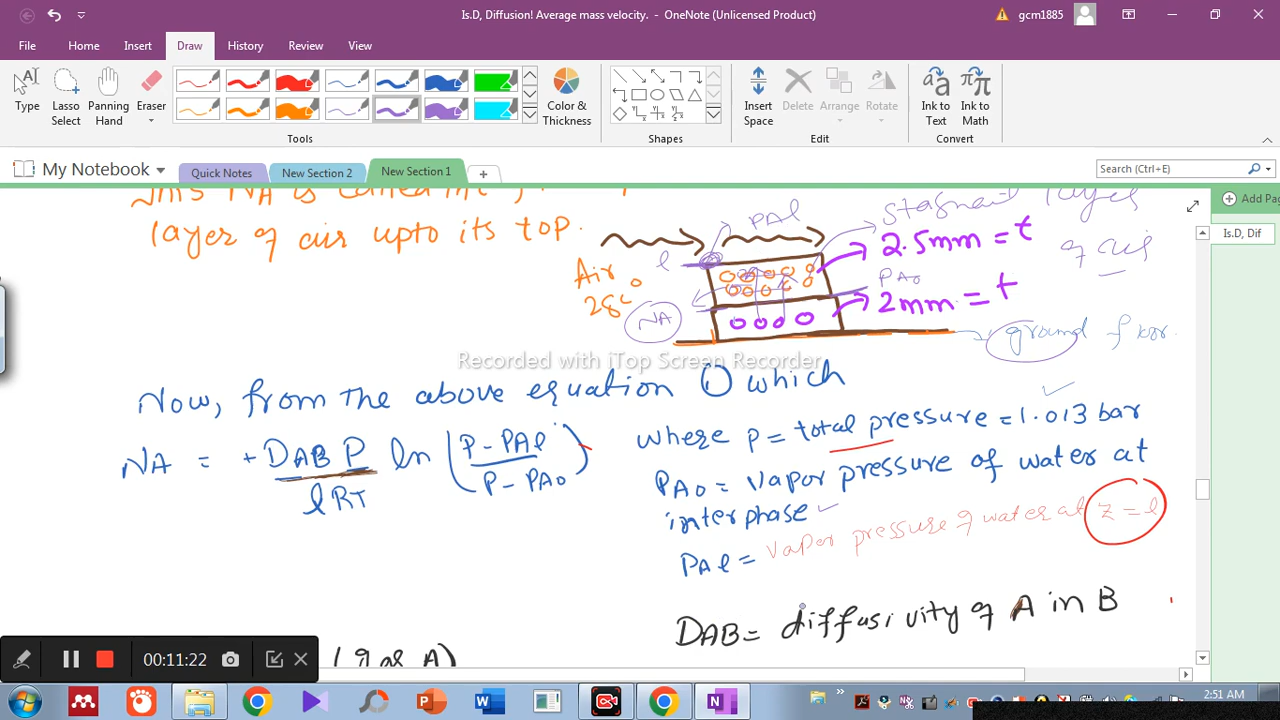 Is.D, Diffusion! Average mass velocity. - OneNote (Unlicensed Product)
gcm1885
File Home Insert Draw History Review View
Type
Lasso Select
Panning Hand
Eraser
Color & Thickness
Insert Space
Delete
Arrange
Rotate
Ink to Text
Ink to Math
Tools
Shapes
Edit
Convert
My Notebook
Quick Notes
New Section 2
New Section 1
Search (Ctrl+E)
Add Pag
Is.D, Dif
This NA is called
layer of air upto its top.
PAl
stagnant layer
of air
l
2.5mm = t
Air
28°
PAo
NA
2mm = t
ground
Recorded with iTop Screen Recorder
Now, from the above equation ① which
NA = + DAB P / lRT ln (P - PAl / P - PAo)
where p = total pressure = 1.013 bar
PAo = vapor pressure of water at
interphase
PAl = vapor pressure of water at z = l
DAB = diffusivity of A in B
00:11:22
2:51 AM